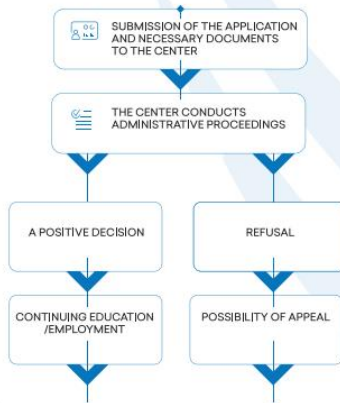 SUBMISSION OF THE APPLICATION
AND NECESSARY DOCUMENTS
TO THE CENTER
THE CENTER CONDUCTS
ADMINISTRATIVE PROCEEDINGS
A POSITIVE DECISION
REFUSAL
CONTINUING EDUCATION
/EMPLOYMENT
POSSIBILITY OF APPEAL